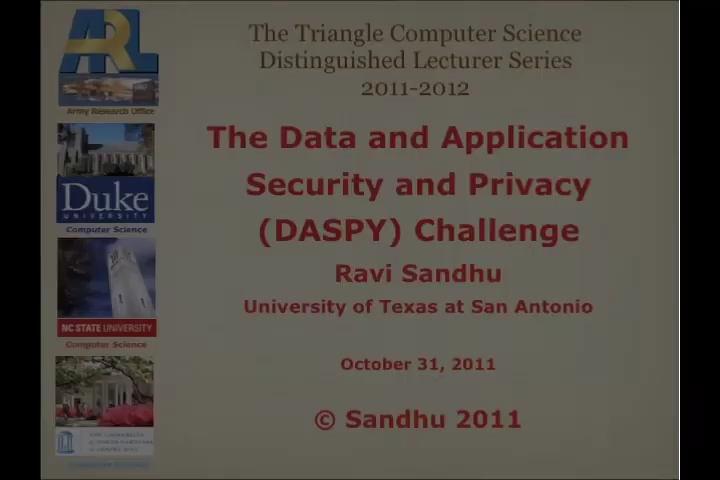 The Triangle Computer Science
Distinguished Lecturer Series
2011-2012
The Data and Application
Security and Privacy
(DASPY) Challenge
Ravi Sandhu
University of Texas at San Antonio
October 31, 2011
© Sandhu 2011
ARL
Army Research Office
Duke
UNIVERSITY
Computer Science
NC STATE UNIVERSITY
Computer Science